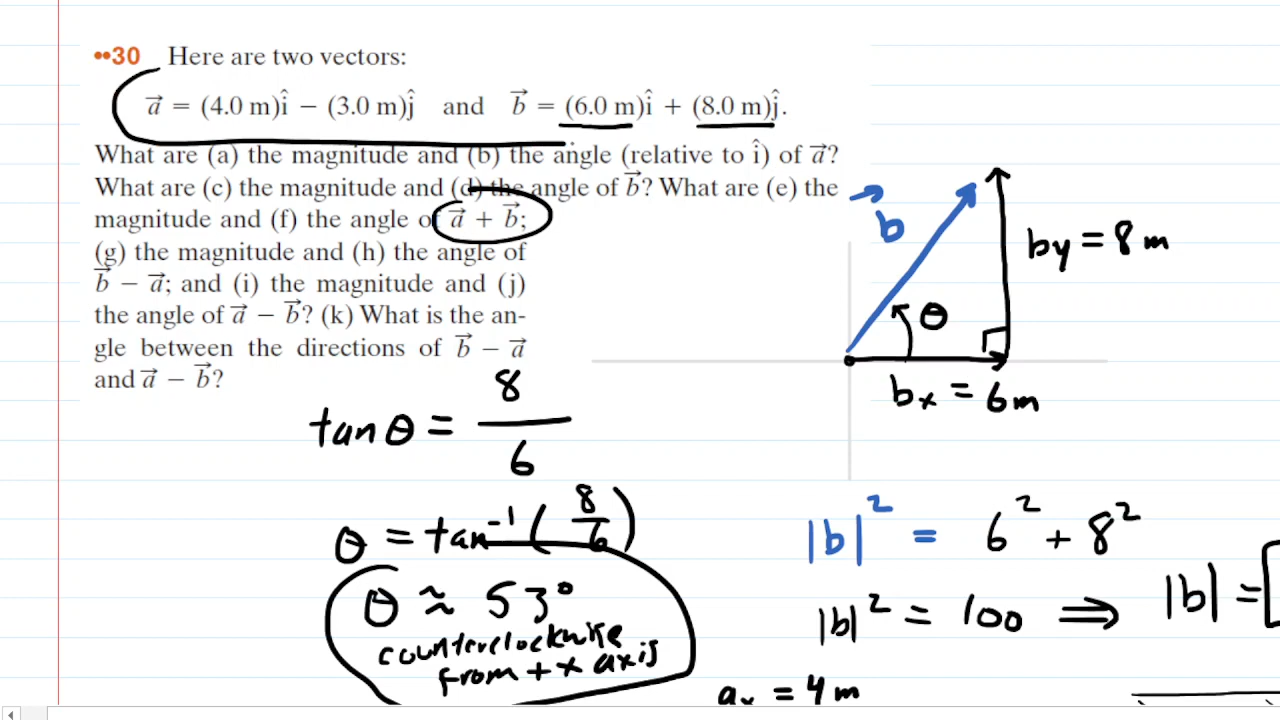 ••30 Here are two vectors:
a⃗ = (4.0 m)î − (3.0 m)ĵ and b⃗ = (6.0 m)î + (8.0 m)ĵ.
What are (a) the magnitude and (b) the angle (relative to î) of a⃗?
What are (c) the magnitude and (d) the angle of b⃗? What are (e) the
magnitude and (f) the angle of a⃗ + b⃗;
(g) the magnitude and (h) the angle of
b⃗ − a⃗; and (i) the magnitude and (j)
the angle of a⃗ − b⃗? (k) What is the an-
gle between the directions of b⃗ − a⃗
and a⃗ − b⃗?
b⃗
by = 8 m
θ
bx = 6 m
tan θ = 8/6
θ = tan⁻¹ (8/6)
θ ≈ 53°
counterclockwise
from + x axis
|b|² = 6² + 8²
|b|² = 100 ⇒ |b| =
ax = 4 m